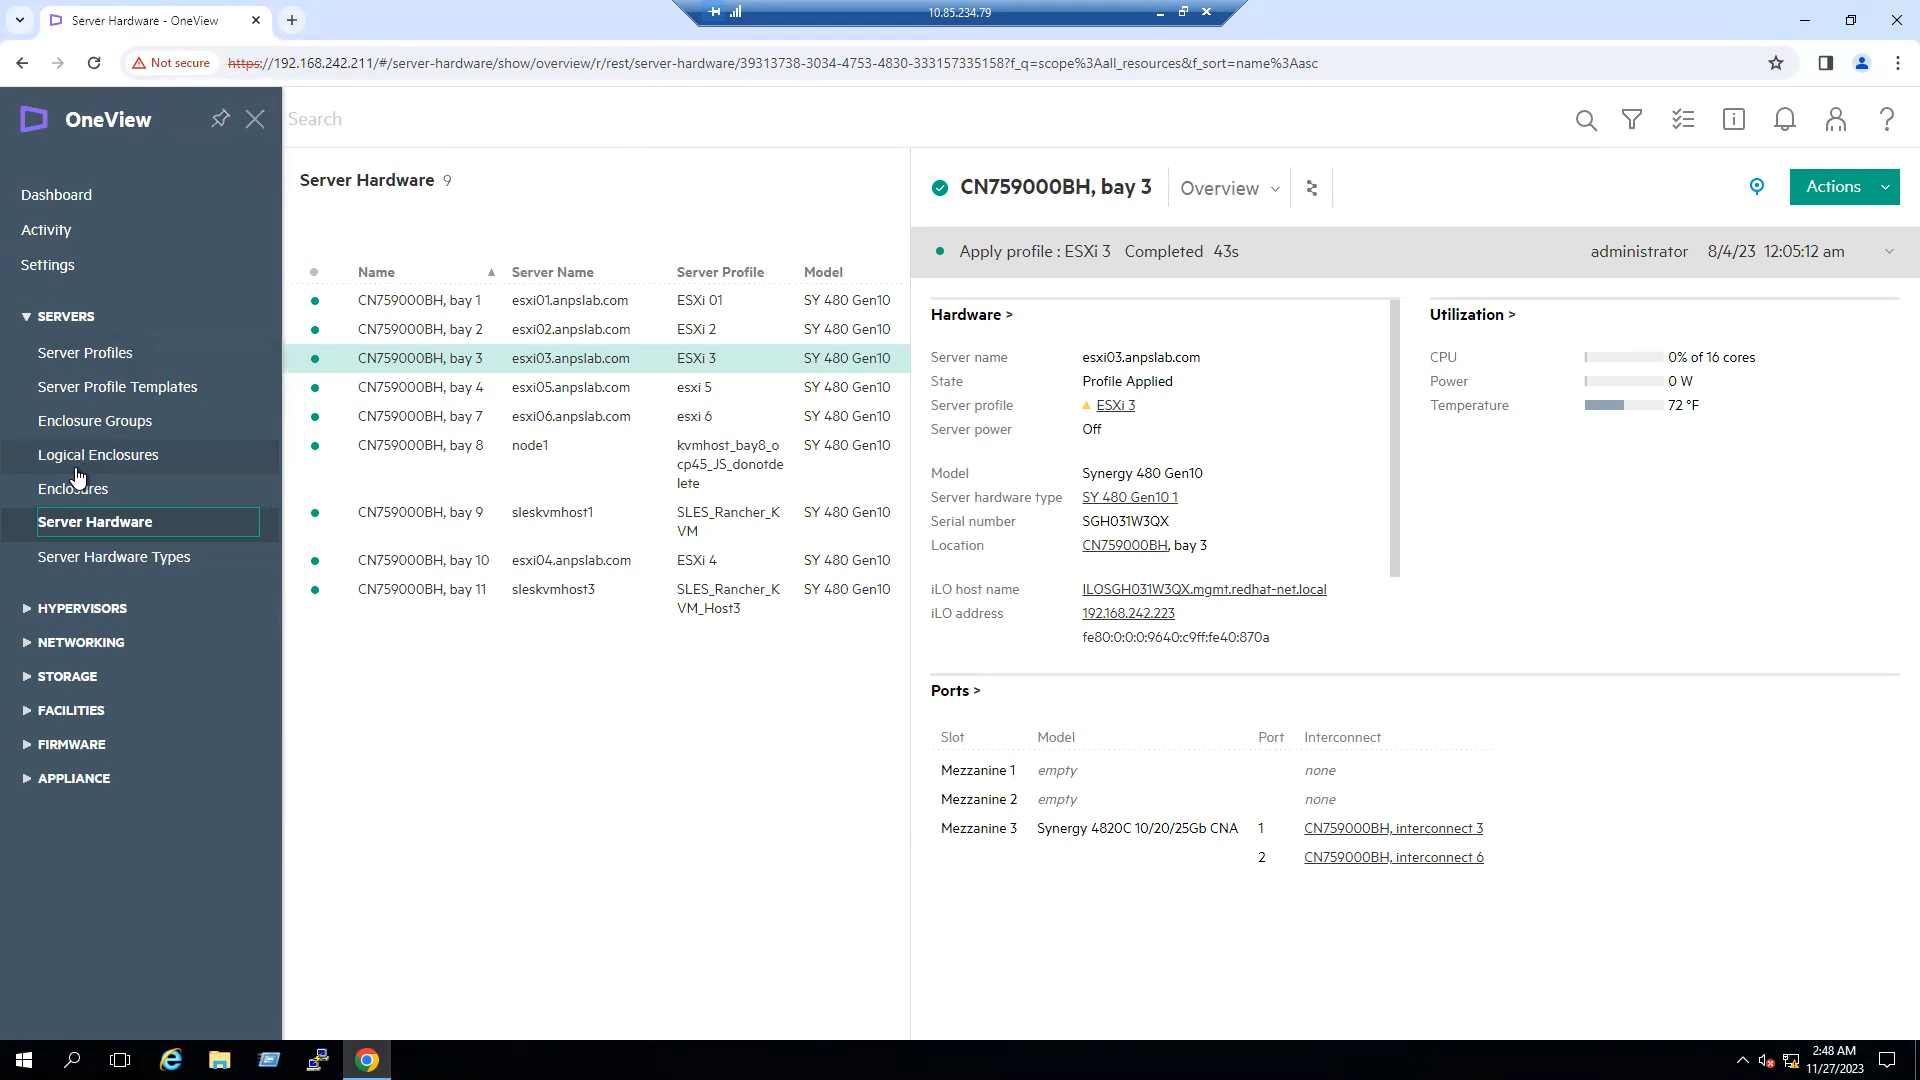 Server Hardware - OneView
10.85.234.79
Not secure
https://192.168.242.211/#/server-hardware/show/overview/r/rest/server-hardware/39313738-3034-4753-4830-333157335158?f_q=scope%3Aall_resources&f_sort=name%3Aasc
OneView
Search
Dashboard
Activity
Settings
SERVERS
Server Profiles
Server Profile Templates
Enclosure Groups
Logical Enclosures
Enclosures
Server Hardware
Server Hardware Types
HYPERVISORS
NETWORKING
STORAGE
FACILITIES
FIRMWARE
APPLIANCE
Server Hardware 9
Name Server Name Server Profile Model
CN759000BH, bay 1 esxi01.anpslab.com ESXi 01 SY 480 Gen10
CN759000BH, bay 2 esxi02.anpslab.com ESXi 2 SY 480 Gen10
CN759000BH, bay 3 esxi03.anpslab.com ESXi 3 SY 480 Gen10
CN759000BH, bay 4 esxi05.anpslab.com esxi 5 SY 480 Gen10
CN759000BH, bay 7 esxi06.anpslab.com esxi 6 SY 480 Gen10
CN759000BH, bay 8 node1 kvmhost_bay8_o SY 480 Gen10
cp45_JS_donotde
lete
CN759000BH, bay 9 sleskvmhost1 SLES_Rancher_K SY 480 Gen10
VM
CN759000BH, bay 10 esxi04.anpslab.com ESXi 4 SY 480 Gen10
CN759000BH, bay 11 sleskvmhost3 SLES_Rancher_K SY 480 Gen10
VM_Host3
CN759000BH, bay 3 Overview Actions
Apply profile : ESXi 3 Completed 43s administrator 8/4/23 12:05:12 am
Hardware >
Server name esxi03.anpslab.com
State Profile Applied
Server profile ESXi 3
Server power Off
Model Synergy 480 Gen10
Server hardware type SY 480 Gen10 1
Serial number SGH031W3QX
Location CN759000BH, bay 3
iLO host name ILOSGH031W3QX.mgmt.redhat-net.local
iLO address 192.168.242.223
fe80:0:0:0:9640:c9ff:fe40:870a
Utilization >
CPU 0% of 16 cores
Power 0 W
Temperature 72 °F
Ports >
Slot Model Port Interconnect
Mezzanine 1 empty none
Mezzanine 2 empty none
Mezzanine 3 Synergy 4820C 10/20/25Gb CNA 1 CN759000BH, interconnect 3
2 CN759000BH, interconnect 6
2:48 AM
11/27/2023